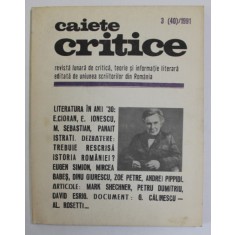 caiete
critice
3 (40)/1991
revistă lunară de critică, teorie și informație literară
editată de uniunea scriitorilor din România
LITERATURA ÎN ANII '30:
E.CIORAN, E. IONESCU,
M. SEBASTIAN, PANAIT
ISTRATI. DEZBATERE:
TREBUIE RESCRISĂ
ISTORIA ROMÂNIEI?
EUGEN SIMION, MIRCEA
BABEȘ, DINU GIURESCU,
ZOE PETRE, ANDREI PIPPIDI.
ARTICOLE: MARK SHECHNER, PETRU DUMITRIU,
DAVID ESRIG. DOCUMENT: G. CĂLINESCU—
AL. ROSETTI...